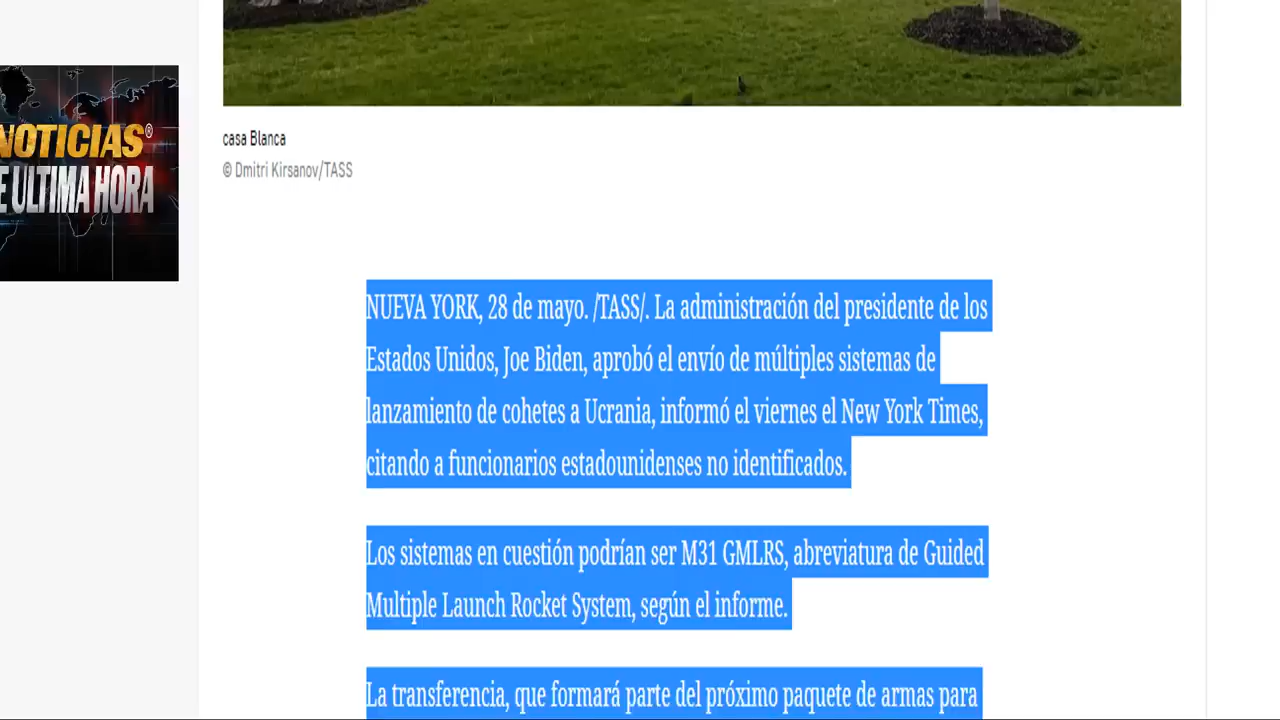 NOTICIAS®
E ULTIMA HORA
casa Blanca
© Dmitri Kirsanov/TASS
NUEVA YORK, 28 de mayo. /TASS/. La administración del presidente de los
Estados Unidos, Joe Biden, aprobó el envío de múltiples sistemas de
lanzamiento de cohetes a Ucrania, informó el viernes el New York Times,
citando a funcionarios estadounidenses no identificados.
Los sistemas en cuestión podrían ser M31 GMLRS, abreviatura de Guided
Multiple Launch Rocket System, según el informe.
La transferencia, que formará parte del próximo paquete de armas para